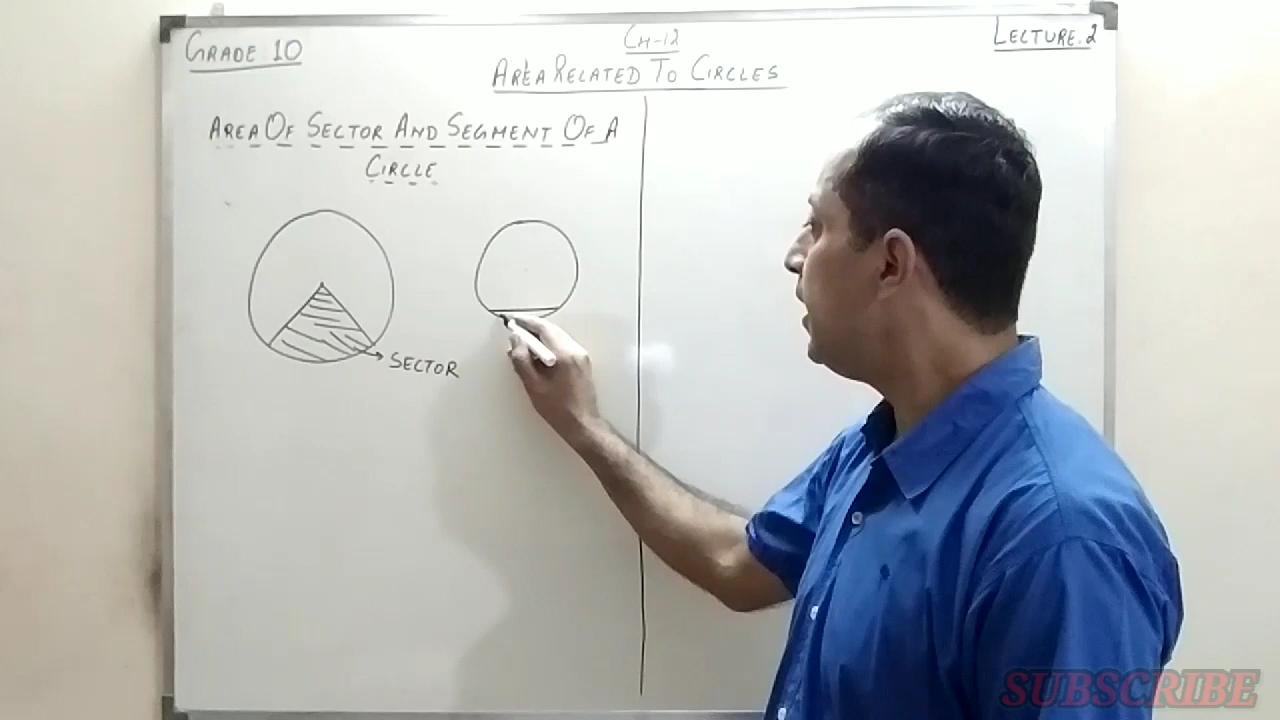 GRADE 10
CH-12
LECTURE.2
AREA RELATED TO CIRCLES
AREA OF SECTOR AND SEGMENT OF A
CIRCLE
SECTOR
SUBSCRIBE